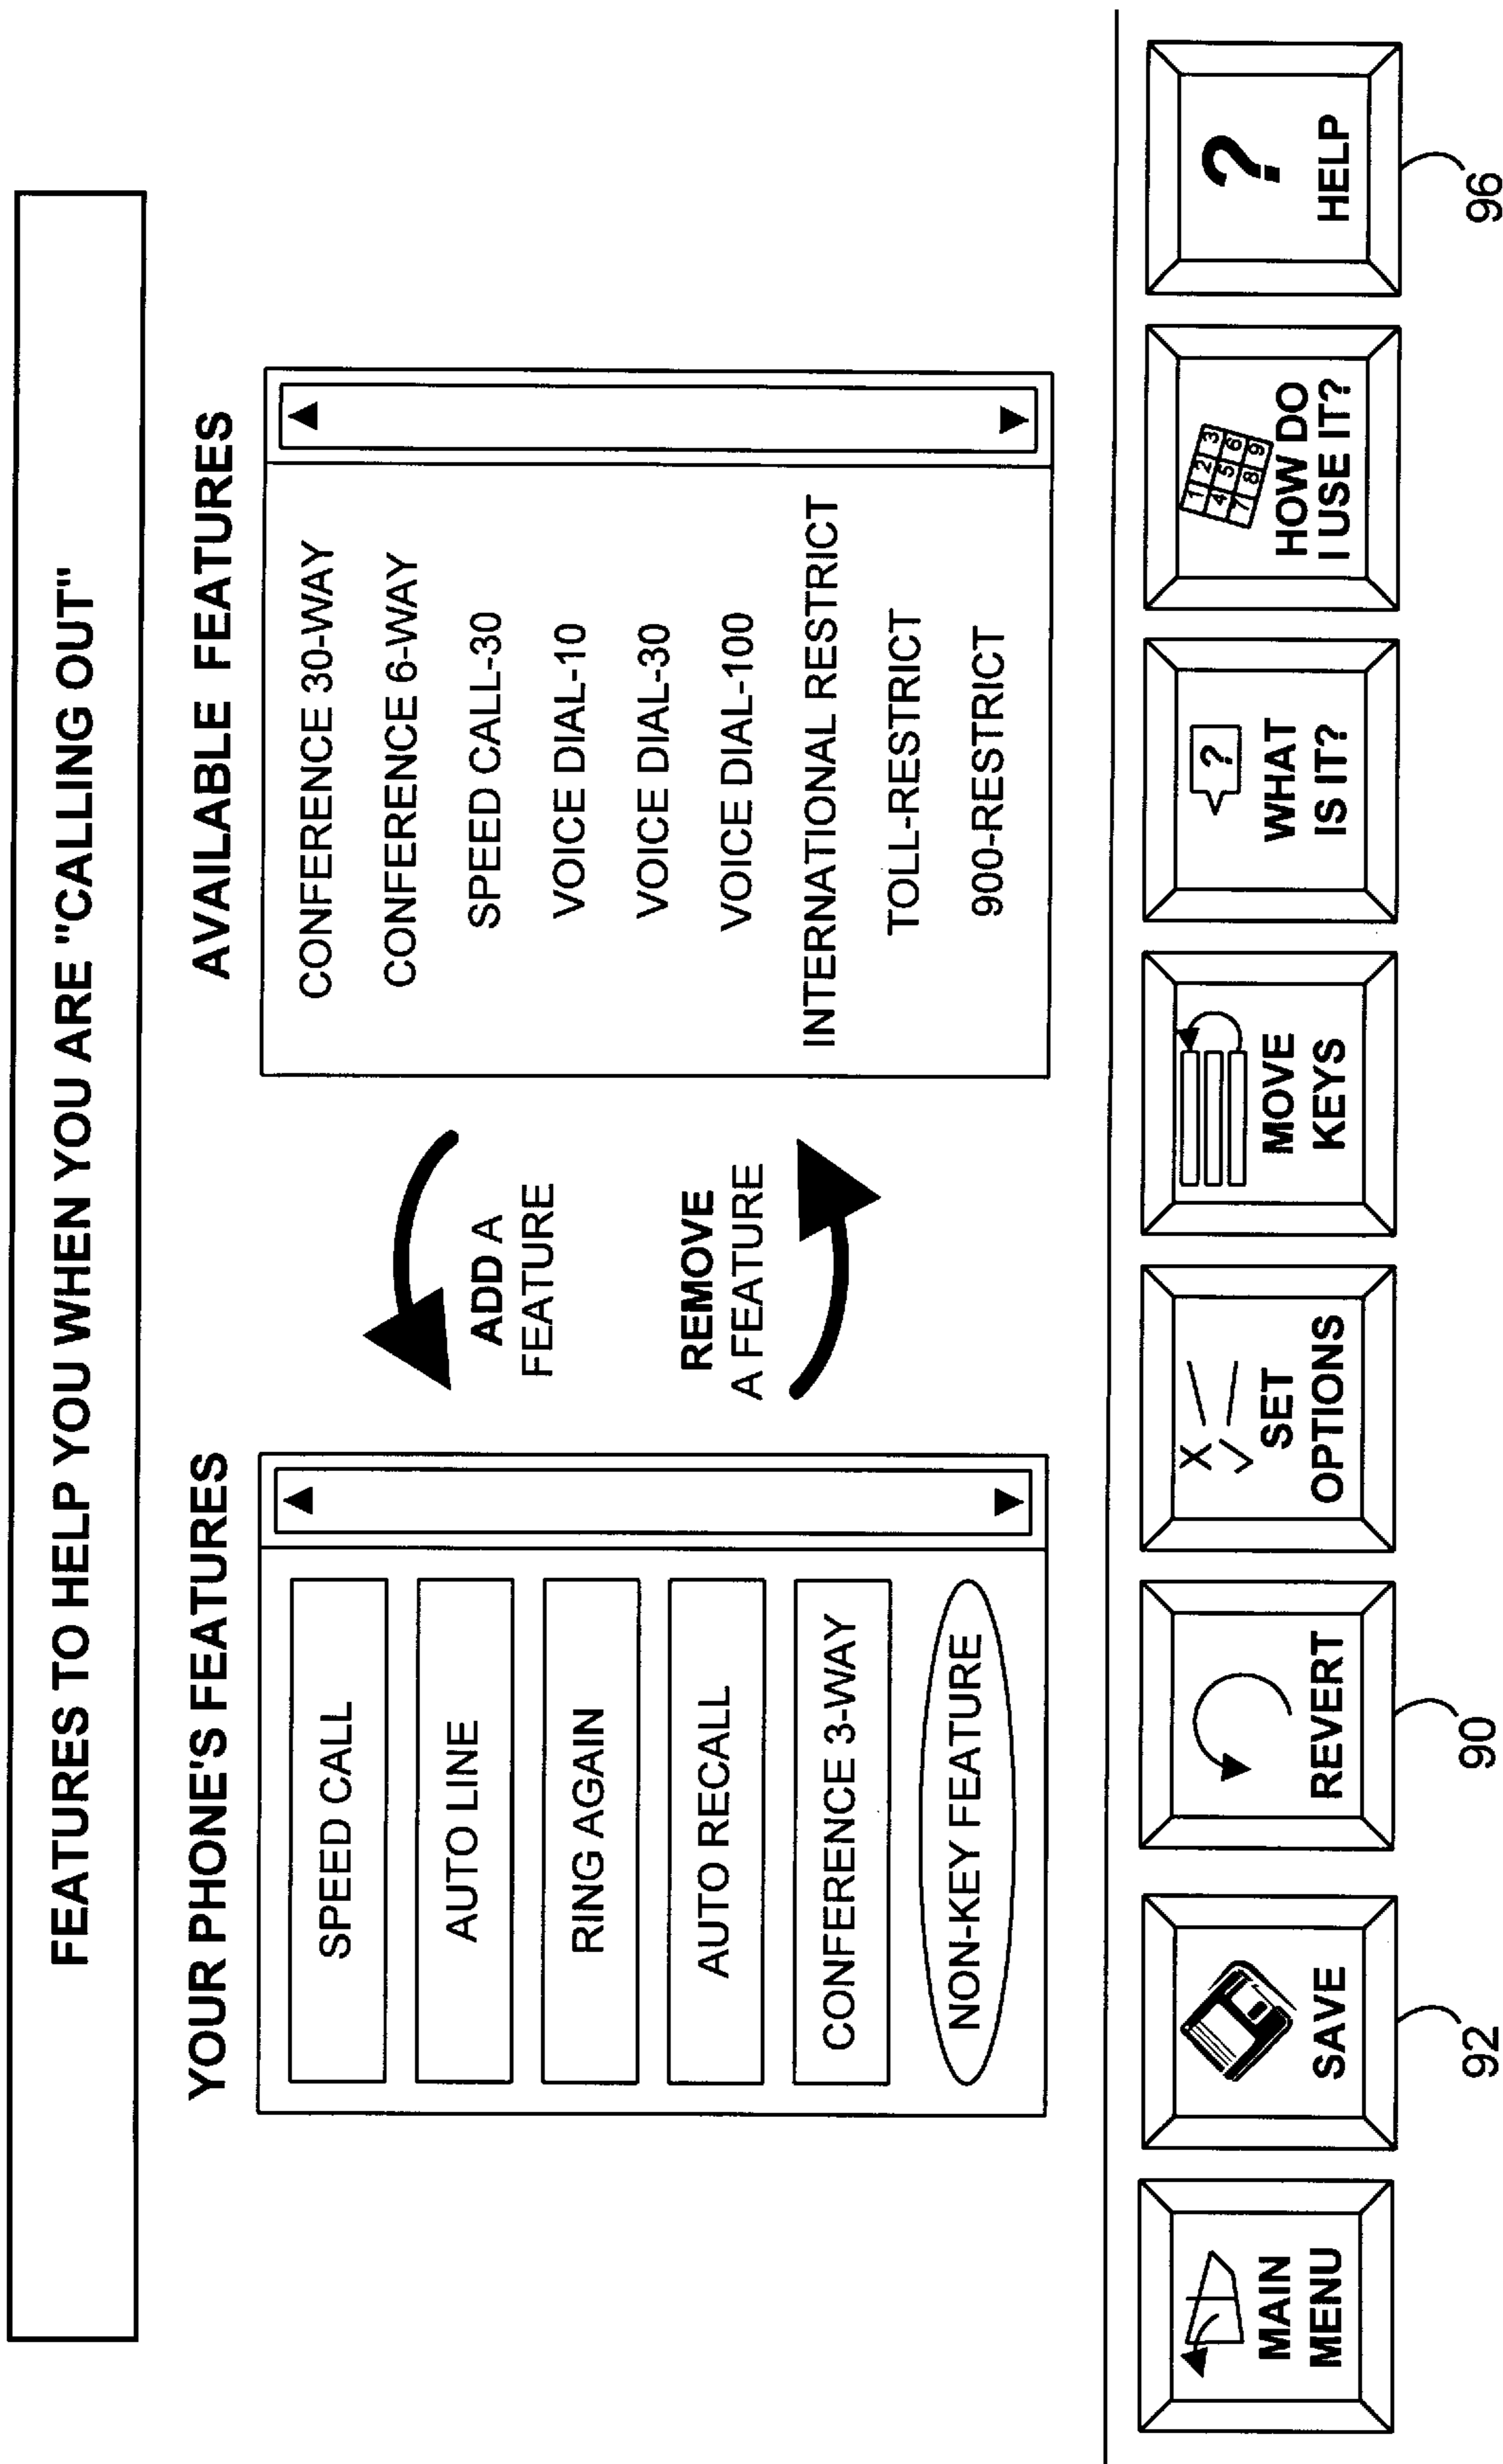 FEATURES TO HELP YOU WHEN YOU ARE "CALLING OUT"
YOUR PHONE'S FEATURES
SPEED CALL
AUTO LINE
RING AGAIN
AUTO RECALL
CONFERENCE 3-WAY
NON-KEY FEATURE
ADD A
FEATURE
REMOVE
A FEATURE
AVAILABLE FEATURES
CONFERENCE 30-WAY
CONFERENCE 6-WAY
SPEED CALL-30
VOICE DIAL-10
VOICE DIAL-30
VOICE DIAL-100
INTERNATIONAL RESTRICT
TOLL-RESTRICT
900-RESTRICT
MAIN
MENU
SAVE
92
REVERT
90
X
SET
OPTIONS
MOVE
KEYS
?
WHAT
IS IT?
1 2 3
4 5 6
7 8 9
HOW DO
I USE IT?
?
HELP
96